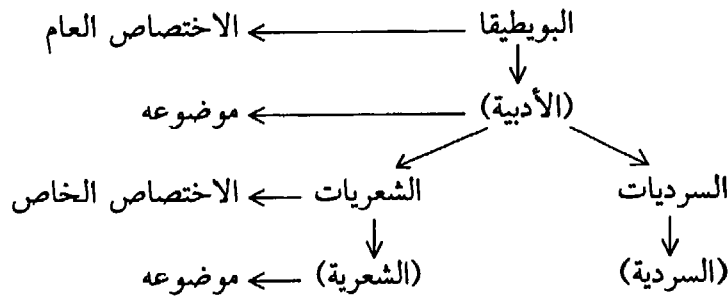 البويطيقا الاختصاص العام
(الأدبية) موضوعه
السرديات الشعريات الاختصاص الخاص
(السردية) (الشعرية) موضوعه